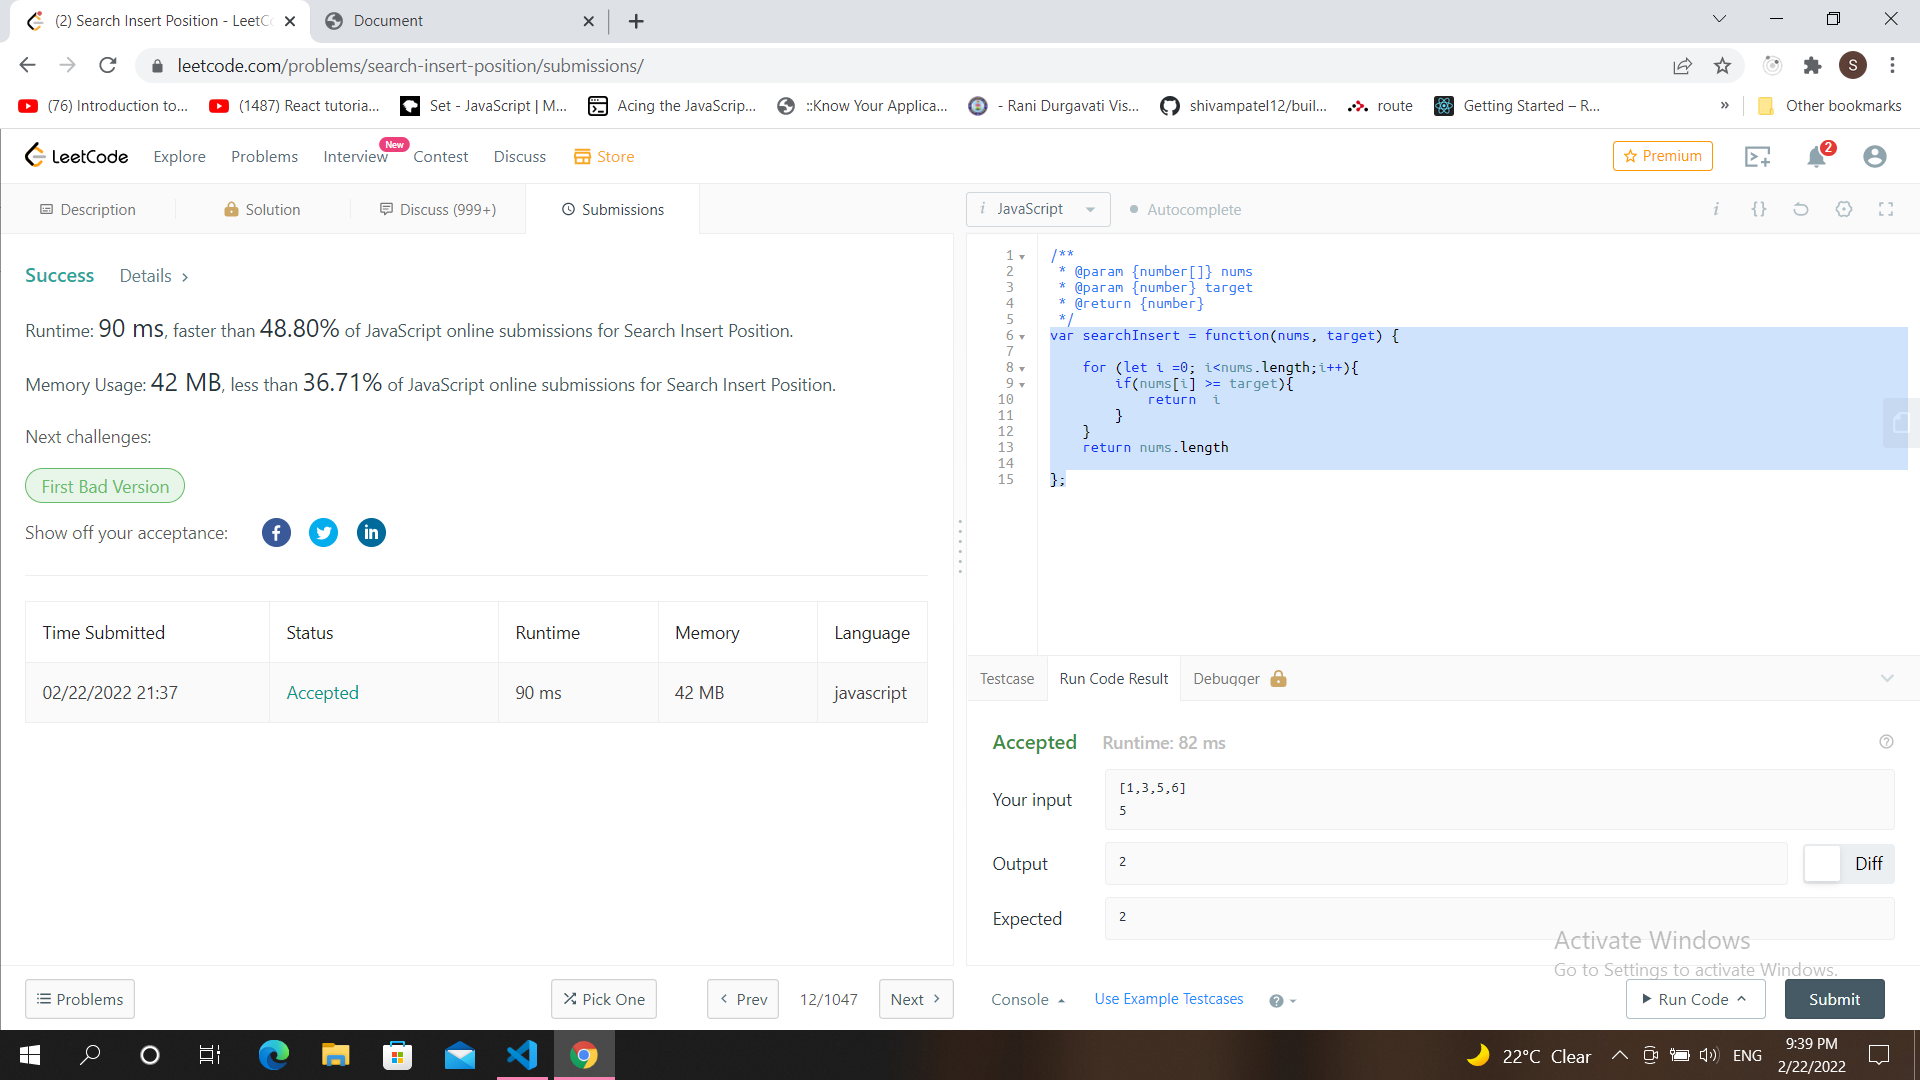 (2) Search Insert Position - LeetC
Document
leetcode.com/problems/search-insert-position/submissions/
S
(76) Introduction to...
(1487) React tutoria...
Set - JavaScript | M...
Acing the JavaScrip...
::Know Your Applica...
- Rani Durgavati Vis...
shivampatel12/buil...
route
Getting Started – R...
»
Other bookmarks
LeetCode
Explore
Problems
Interview
New
Contest
Discuss
Store
Premium
2
Description
Solution
Discuss (999+)
Submissions
i JavaScript
Autocomplete
i
{}
Success
Details >
Runtime: 90 ms, faster than 48.80% of JavaScript online submissions for Search Insert Position.
Memory Usage: 42 MB, less than 36.71% of JavaScript online submissions for Search Insert Position.
Next challenges:
First Bad Version
Show off your acceptance:
f
in
Time Submitted Status Runtime Memory Language
02/22/2022 21:37 Accepted 90 ms 42 MB javascript
Problems
Pick One
< Prev
12/1047
Next >
1 /**
2 * @param {number[]} nums
3 * @param {number} target
4 * @return {number}
5 */
6 var searchInsert = function(nums, target) {
7
8 for (let i =0; i<nums.length;i++){
9 if(nums[i] >= target){
10 return  i
11 }
12 }
13 return nums.length
14
15 };
Testcase
Run Code Result
Debugger
Accepted
Runtime: 82 ms
Your input
[1,3,5,6]
5
Output
2
Diff
Expected
2
Activate Windows
Go to Settings to activate Windows.
Console
Use Example Testcases
?
Run Code
Submit
22°C Clear
ENG
9:39 PM
2/22/2022